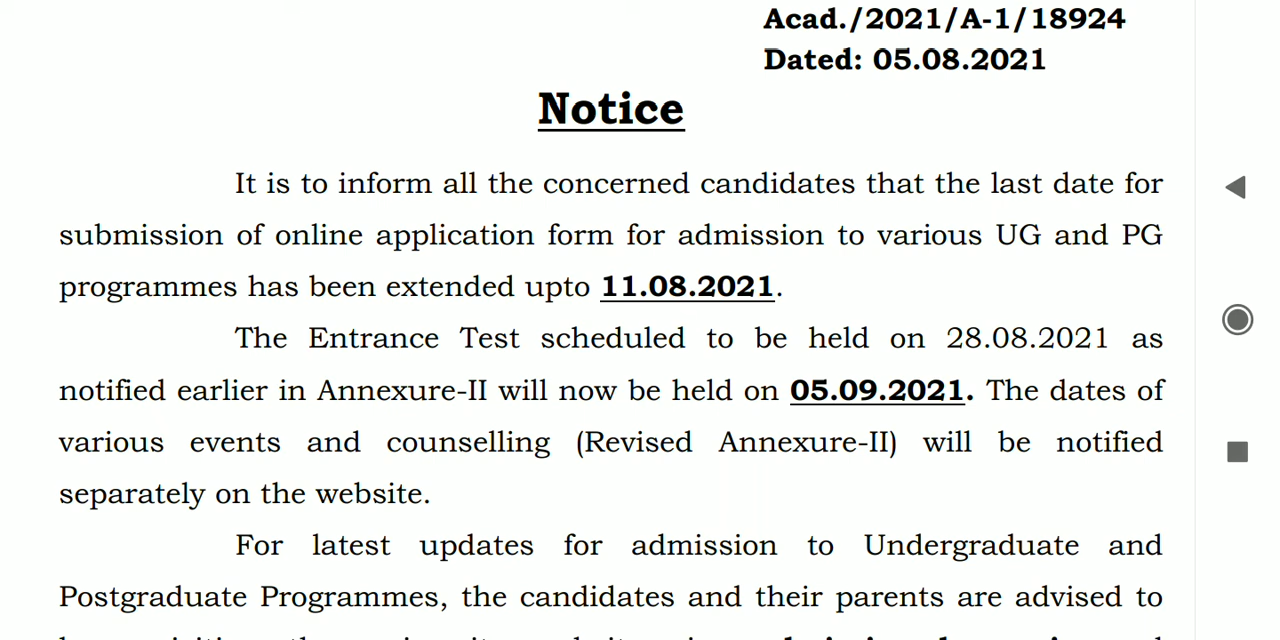 Acad./2021/A-1/18924
Dated: 05.08.2021
Notice
It is to inform all the concerned candidates that the last date for
submission of online application form for admission to various UG and PG
programmes has been extended upto 11.08.2021.
The Entrance Test scheduled to be held on 28.08.2021 as
notified earlier in Annexure-II will now be held on 05.09.2021. The dates of
various events and counselling (Revised Annexure-II) will be notified
separately on the website.
For latest updates for admission to Undergraduate and
Postgraduate Programmes, the candidates and their parents are advised to